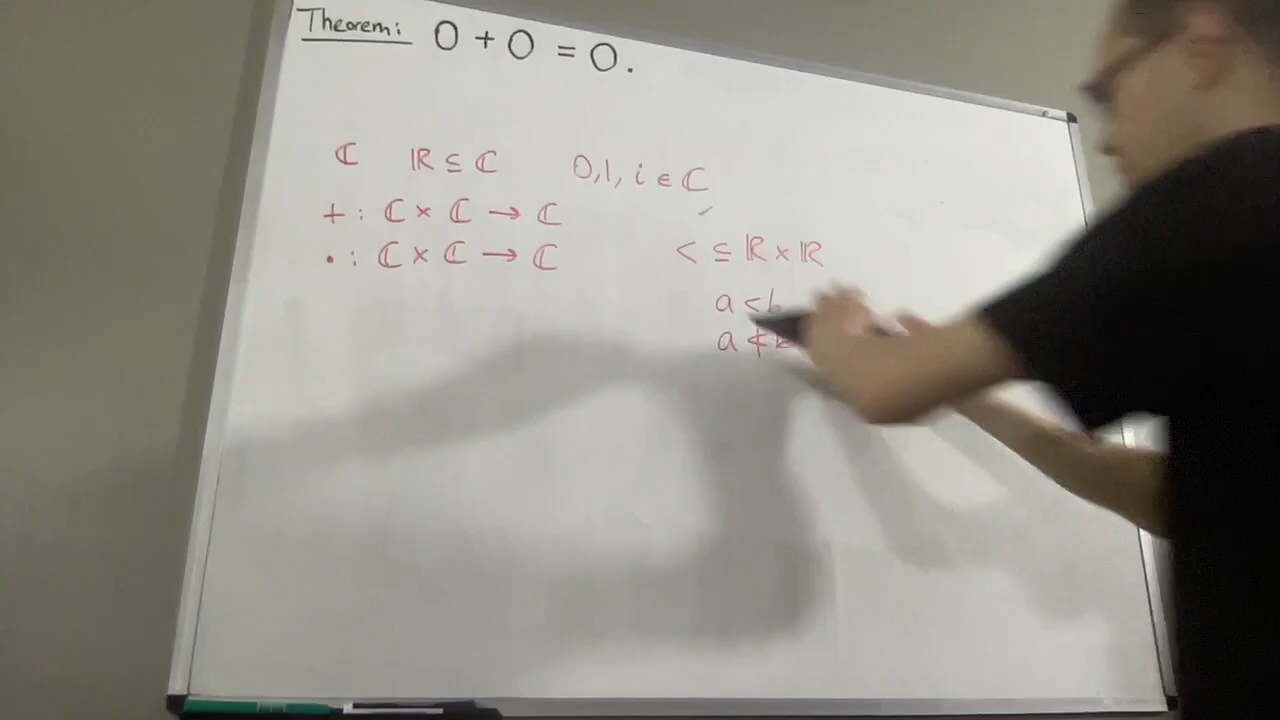 Theorem: 0 + 0 = 0.
ℂ ℝ ⊆ ℂ 0, 1, i ∈ ℂ
+ : ℂ × ℂ → ℂ
· : ℂ × ℂ → ℂ
< ⊆ ℝ × ℝ
a < b
a ≮ b